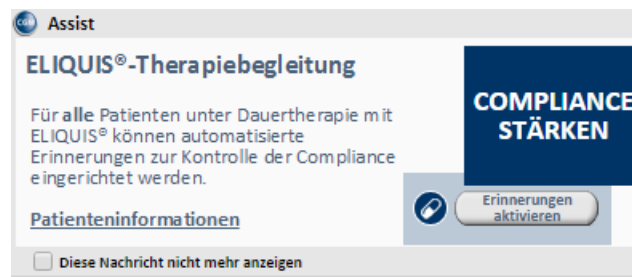 CGM Assist
ELIQUIS®-Therapiebegleitung
COMPLIANCE
STÄRKEN
Für alle Patienten unter Dauertherapie mit
ELIQUIS® können automatisierte
Erinnerungen zur Kontrolle der Compliance
eingerichtet werden.
Erinnerungen
aktivieren
Patienteninformationen
Diese Nachricht nicht mehr anzeigen